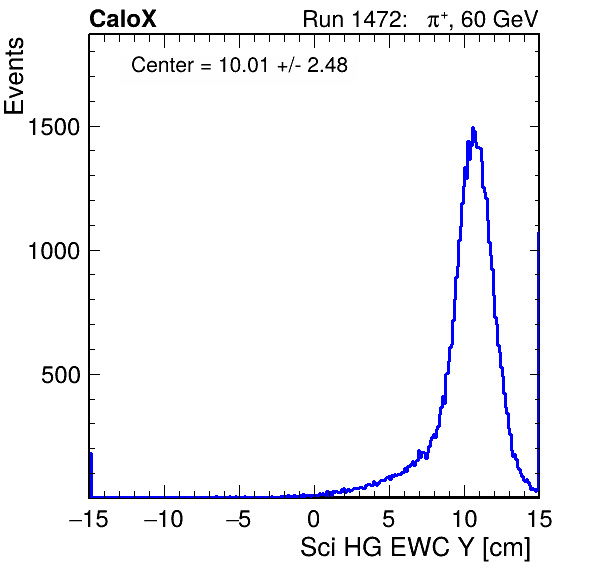 CaloX Run 1472: π⁺, 60 GeV
Center = 10.01 +/- 2.48
Events
1500
1000
500
−15 −10 −5 0 5 10 15
Sci HG EWC Y [cm]